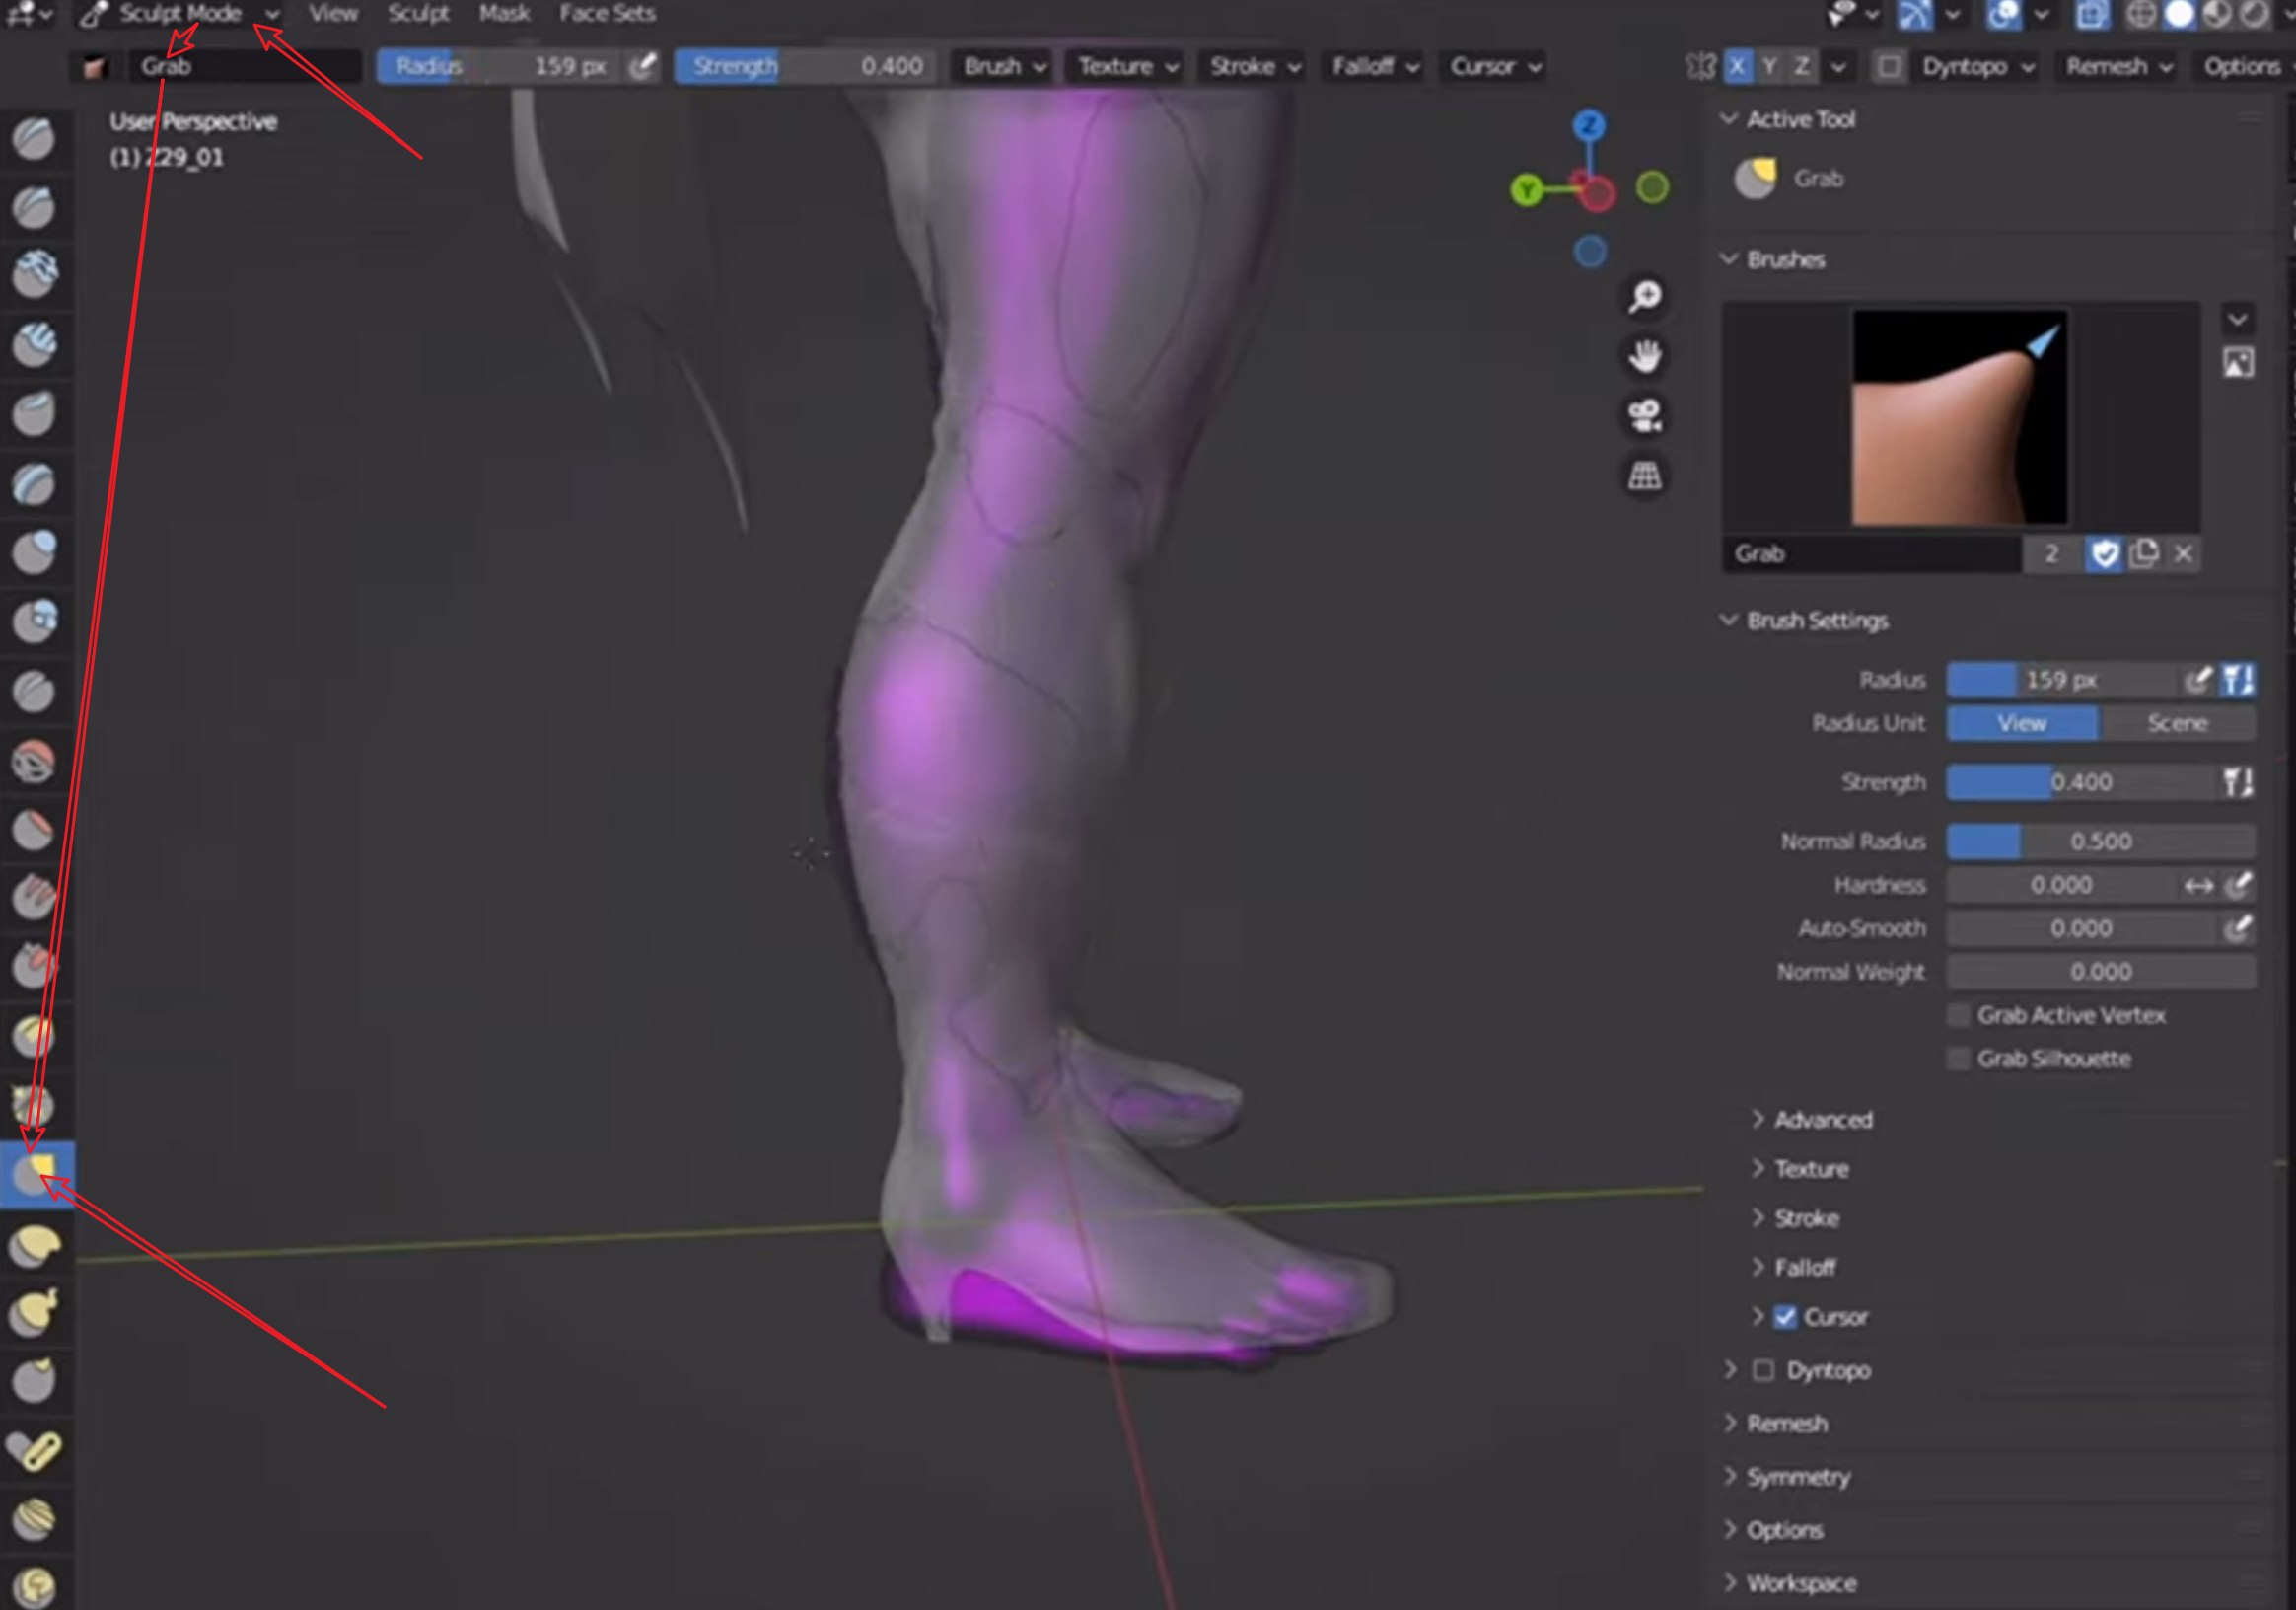 Sculpt Mode View Sculpt Mask Face Sets
Grab Radius 159 px Strength 0.400 Brush Texture Stroke Falloff Cursor X Y Z Dyntopo Remesh Options
User Perspective
(1) Z29_01
Z
Y
Active Tool
Grab
Brushes
Grab 2
Brush Settings
Radius 159 px
Radius Unit View Scene
Strength 0.400
Normal Radius 0.500
Hardness 0.000
Auto-Smooth 0.000
Normal Weight 0.000
Grab Active Vertex
Grab Silhouette
Advanced
Texture
Stroke
Falloff
Cursor
Dyntopo
Remesh
Symmetry
Options
Workspace